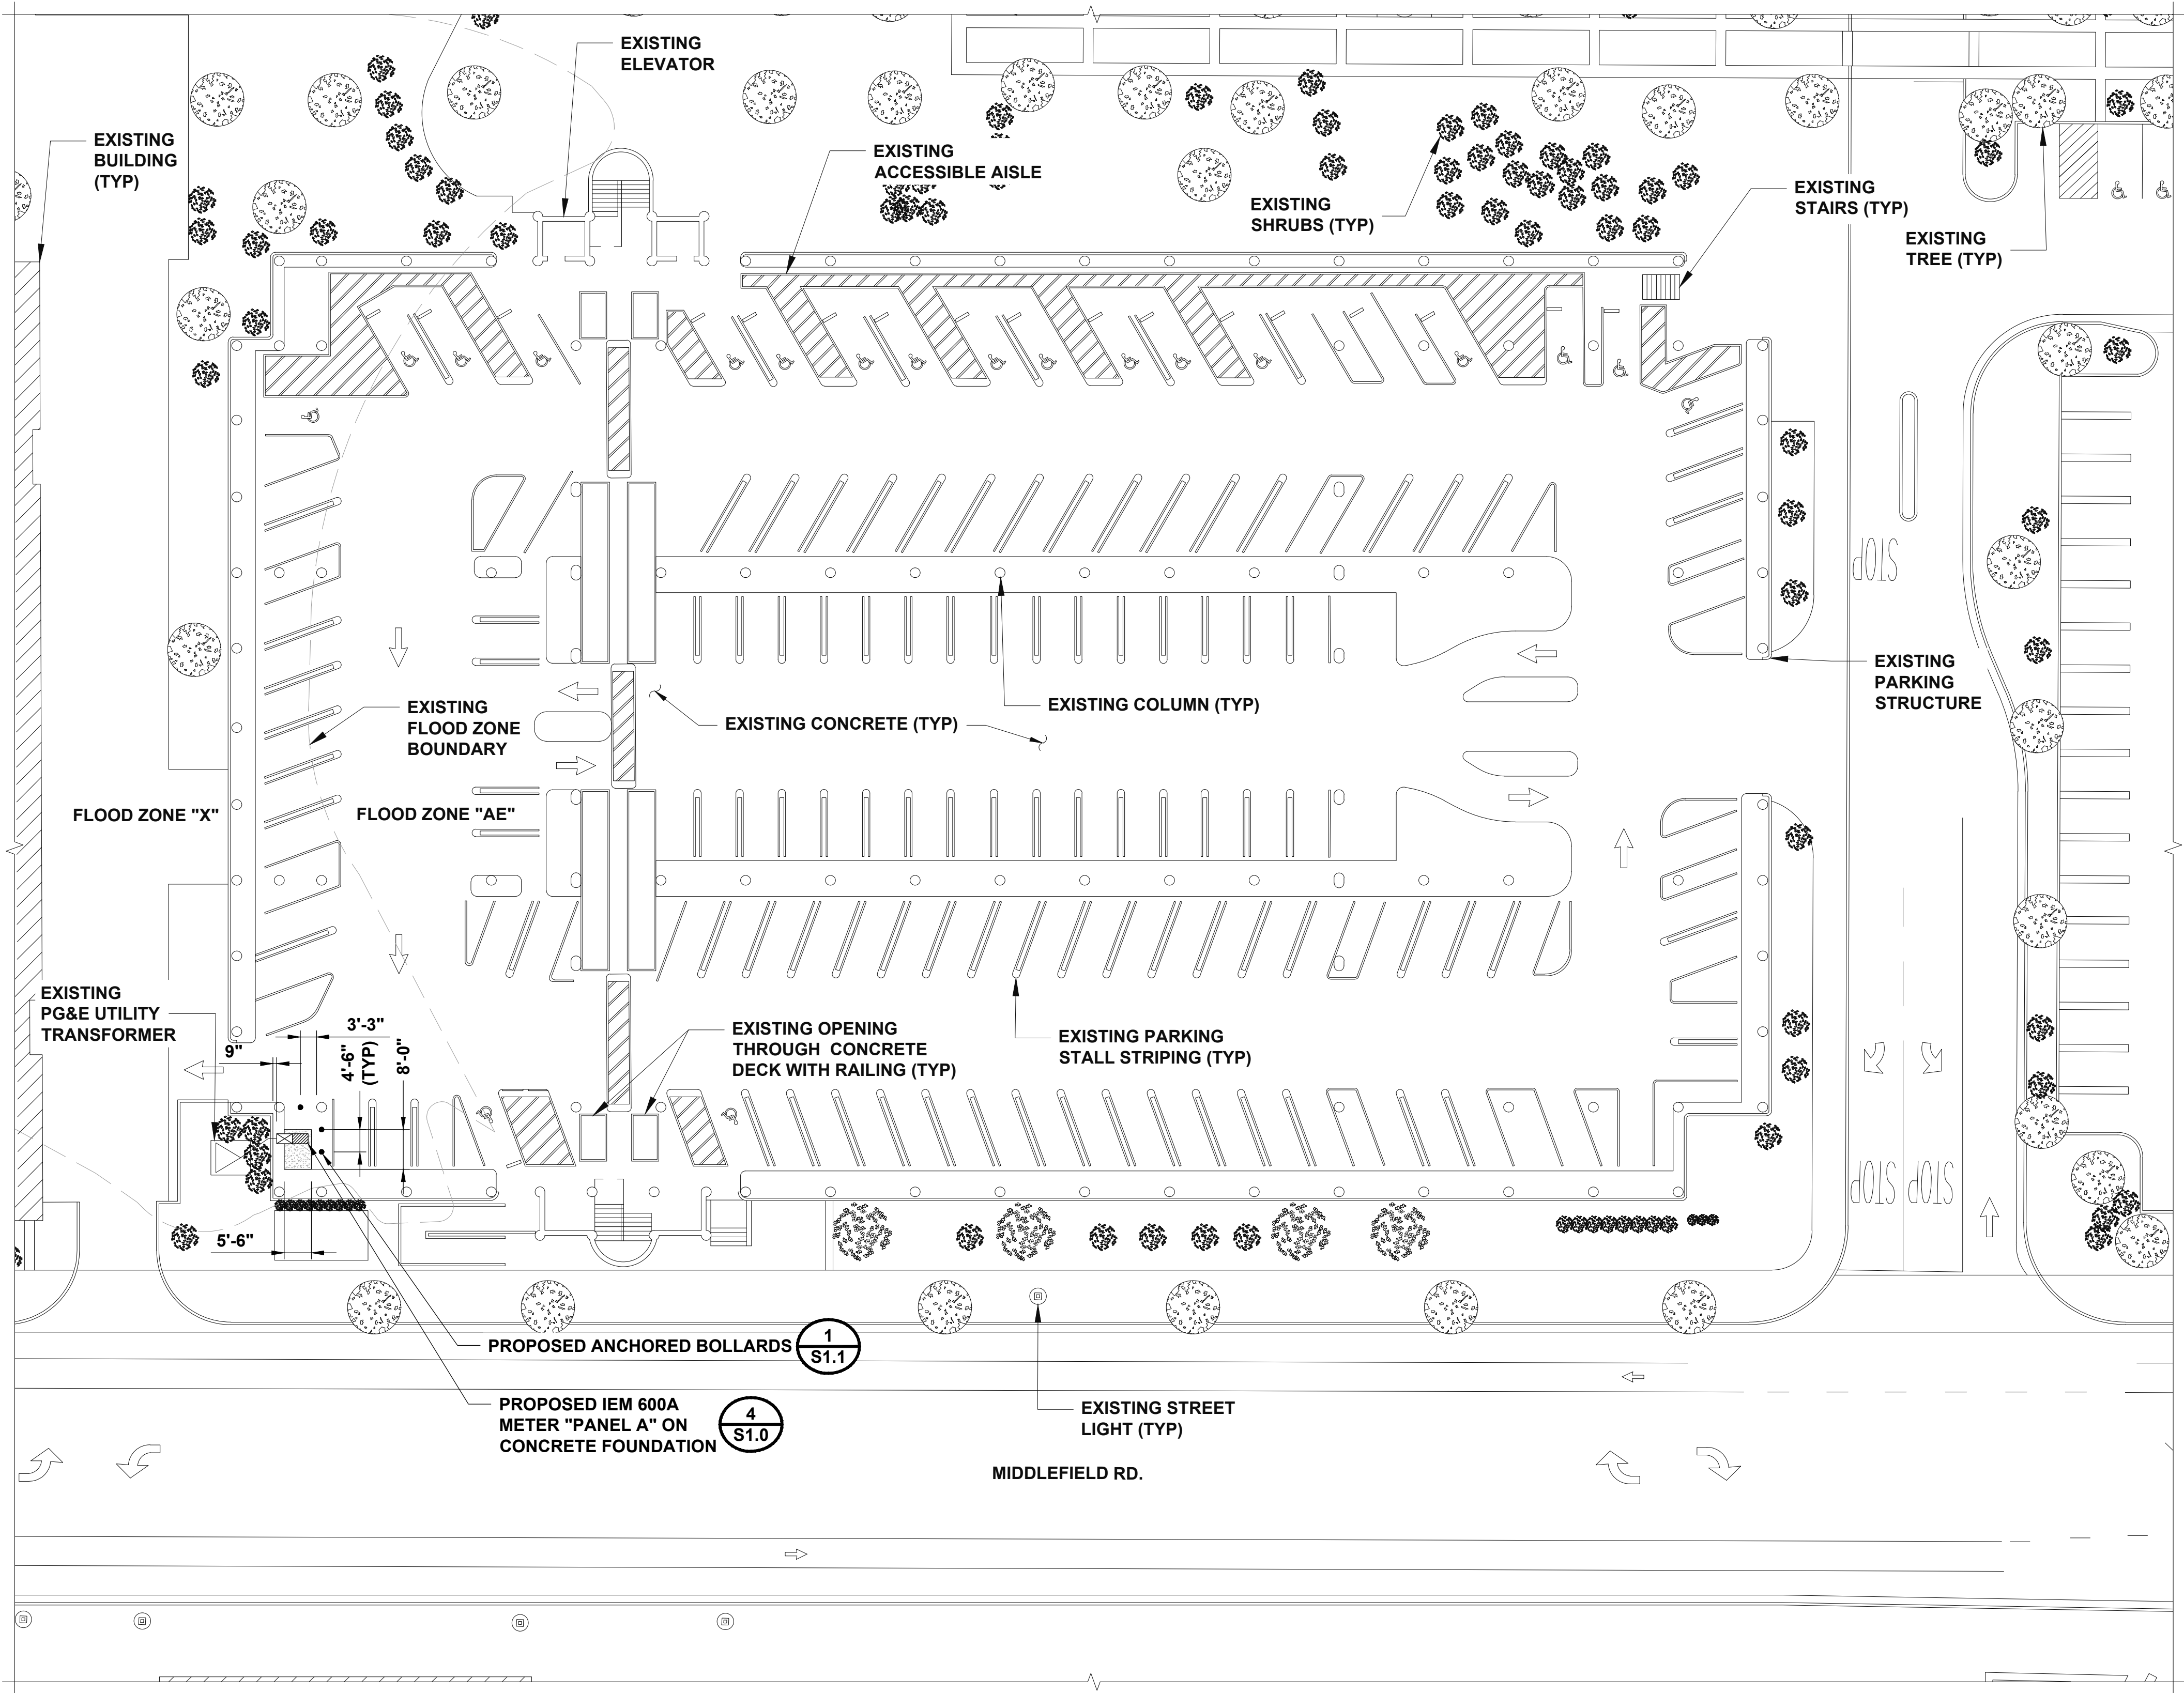 EXISTING
ELEVATOR
EXISTING
BUILDING
(TYP)
EXISTING
ACCESSIBLE AISLE
EXISTING
SHRUBS (TYP)
EXISTING
STAIRS (TYP)
EXISTING
TREE (TYP)
STOP
EXISTING
PARKING
STRUCTURE
EXISTING
FLOOD ZONE
BOUNDARY
EXISTING COLUMN (TYP)
EXISTING CONCRETE (TYP)
FLOOD ZONE "X"
FLOOD ZONE "AE"
EXISTING
PG&E UTILITY
TRANSFORMER
3'-3"
9"
4'-6"
(TYP)
8'-0"
EXISTING OPENING
THROUGH CONCRETE
DECK WITH RAILING (TYP)
EXISTING PARKING
STALL STRIPING (TYP)
STOP
STOP
5'-6"
PROPOSED ANCHORED BOLLARDS
1
S1.1
PROPOSED IEM 600A
METER "PANEL A" ON
CONCRETE FOUNDATION
4
S1.0
EXISTING STREET
LIGHT (TYP)
MIDDLEFIELD RD.